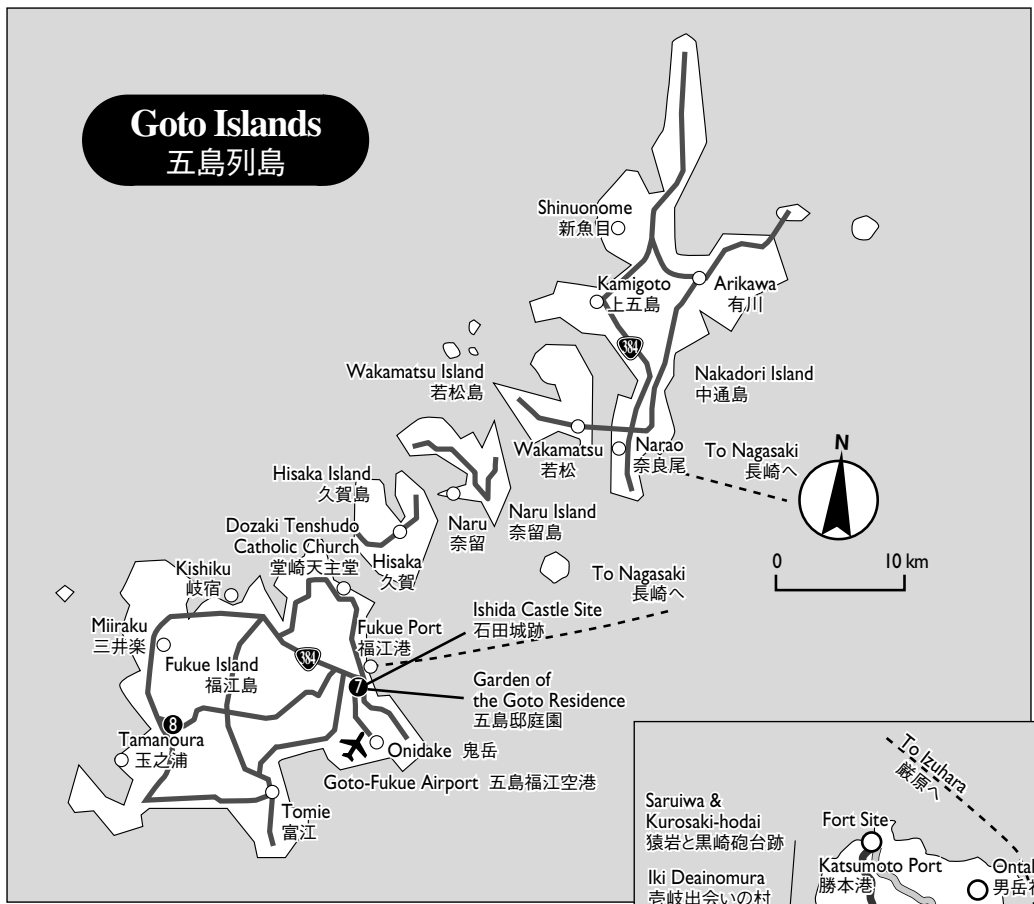 Goto Islands
五島列島
Shinuonome
新魚目
Kamigoto
上五島
Arikawa
有川
384
Wakamatsu Island
若松島
Nakadori Island
中通島
Wakamatsu
若松
Narao
奈良尾
To Nagasaki
長崎へ
N
Hisaka Island
久賀島
Naru
奈留
Naru Island
奈留島
Dozaki Tenshudo
Catholic Church
堂崎天主堂
Hisaka
久賀
0 10 km
Kishiku
岐宿
To Nagasaki
長崎へ
Ishida Castle Site
石田城跡
Miiraku
三井楽
Fukue Port
福江港
Fukue Island
福江島
384
7
Garden of
the Goto Residence
五島邸庭園
8
Tamanoura
玉之浦
Onidake 鬼岳
Goto-Fukue Airport 五島福江空港
Tomie
富江
To Izuhara
厳原へ
Saruiwa &
Kurosaki-hodai
猿岩と黒崎砲台跡
Fort Site
Katsumoto Port
勝本港
Iki Deainomura
壱岐出会いの村
男岳